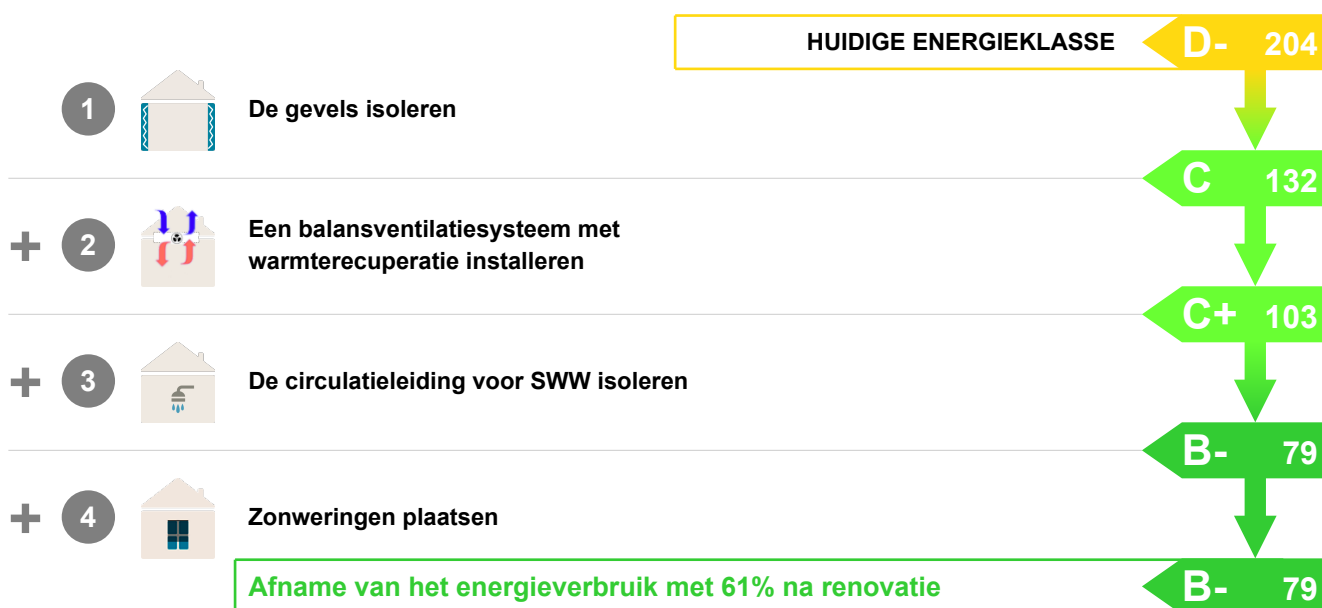 HUIDIGE ENERGIEKLASSE D- 204
1 De gevels isoleren
C 132
+ 2 Een balansventilatiesysteem met
warmterecuperatie installeren
C+ 103
+ 3 De circulatieleiding voor SWW isoleren
B- 79
+ 4 Zonweringen plaatsen
Afname van het energieverbruik met 61% na renovatie B- 79